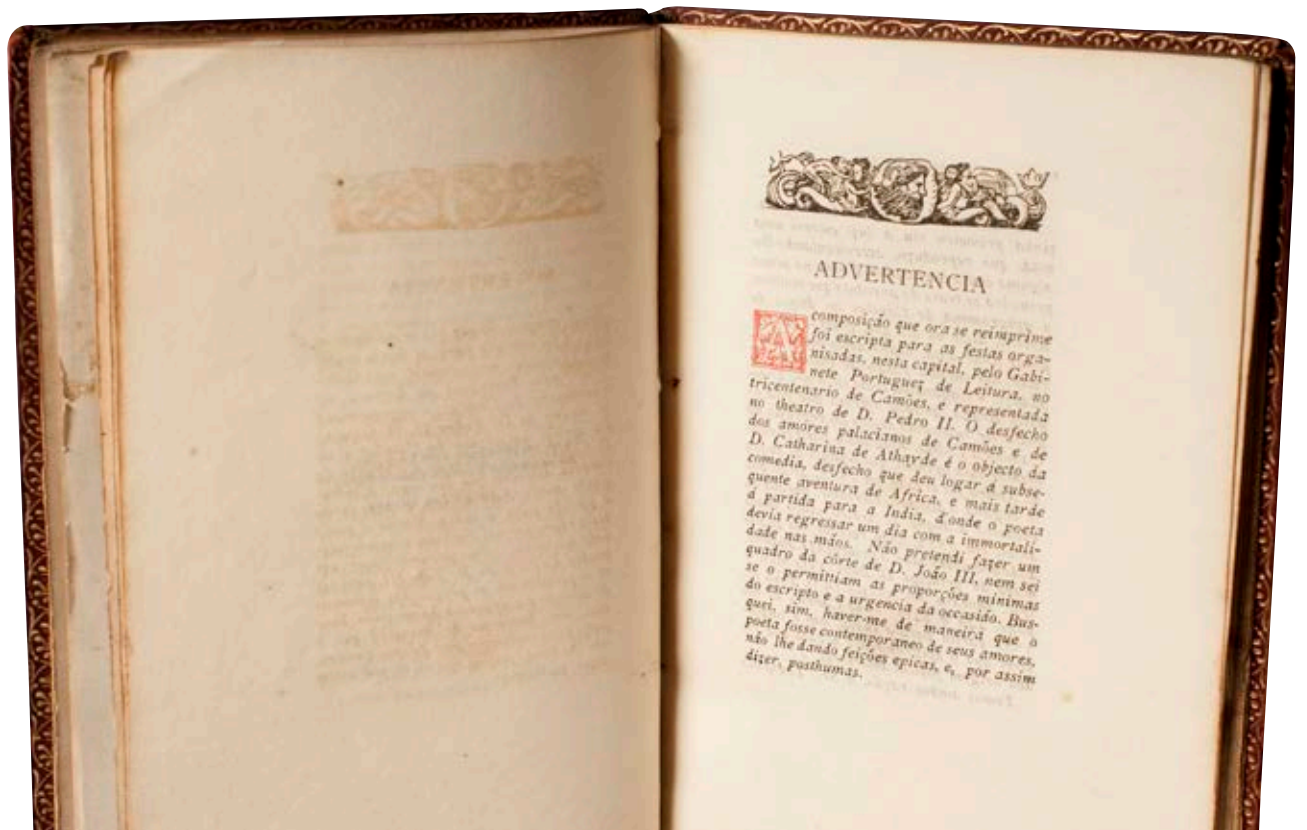 ADVERTENCIA
A composição que ora se reimprime
foi escripta para as festas orga-
nisadas, nesta capital, pelo Gabi-
nete Portuguez de Leitura, no
tricentenario de Camões, e representada
no theatro de D. Pedro II. O desfecho
dos amores palacianos de Camões e de
D. Catharina de Athayde é o objecto da
comedia, desfecho que deu logar á subse-
quente aventura de Africa, e mais tarde
á partida para a India, d'onde o poeta
devia regressar um dia com a immortali-
dade nas mãos. Não pretendi fazer um
quadro da côrte de D. João III, nem sei
se o permittiam as proporções minimas
do escripto e a urgencia da occasião. Bus-
quei, sim, haver-me de maneira que o
poeta fosse contemporaneo de seus amores,
não lhe dando feições epicas, e, por assim
dizer, posthumas.